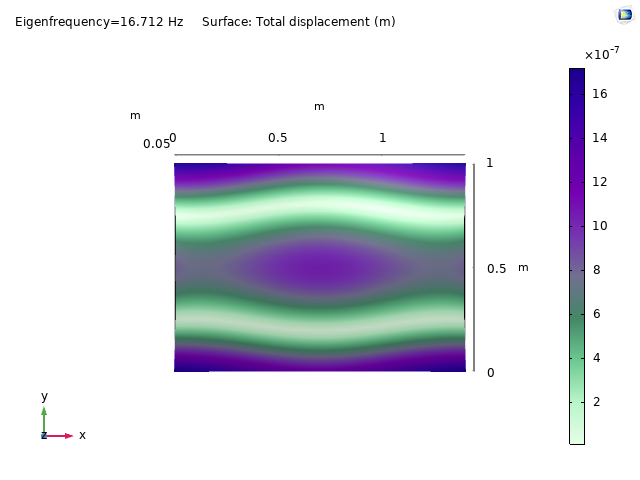 Eigenfrequency=16.712 Hz Surface: Total displacement (m)
×10⁻⁷
m
m
0.05
0
0.5
1
1
0.5
m
0
16
14
12
10
8
6
4
2
y
z
x